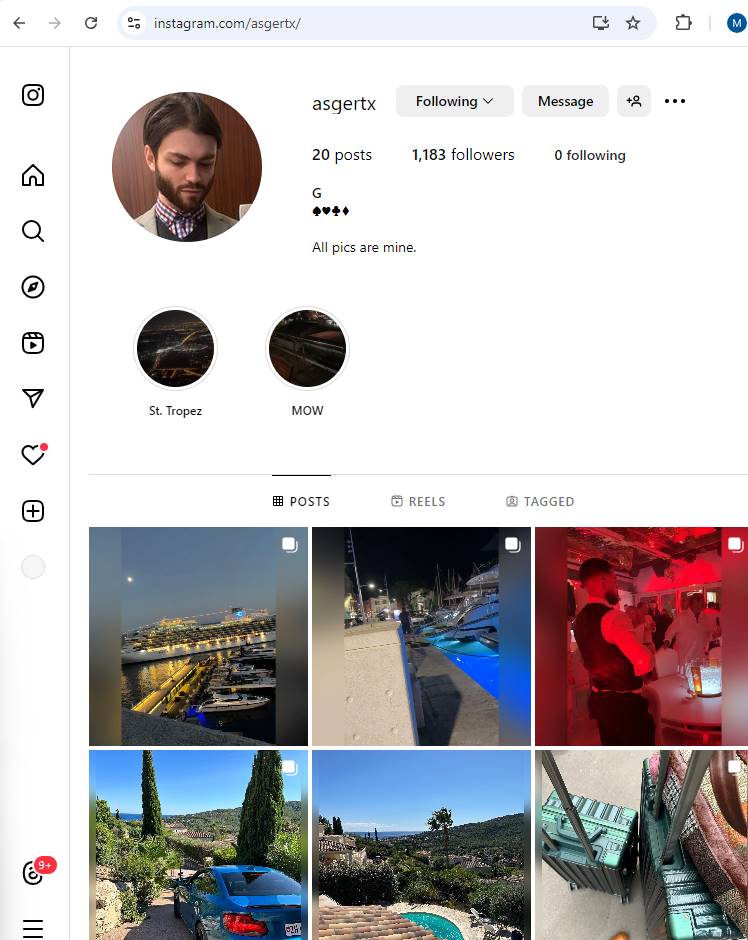 instagram.com/asgertx/
M
asgertx
Following
Message
20 posts
1,183 followers
0 following
G
♠♥♣♦
All pics are mine.
St. Tropez
MOW
POSTS
REELS
TAGGED
9+